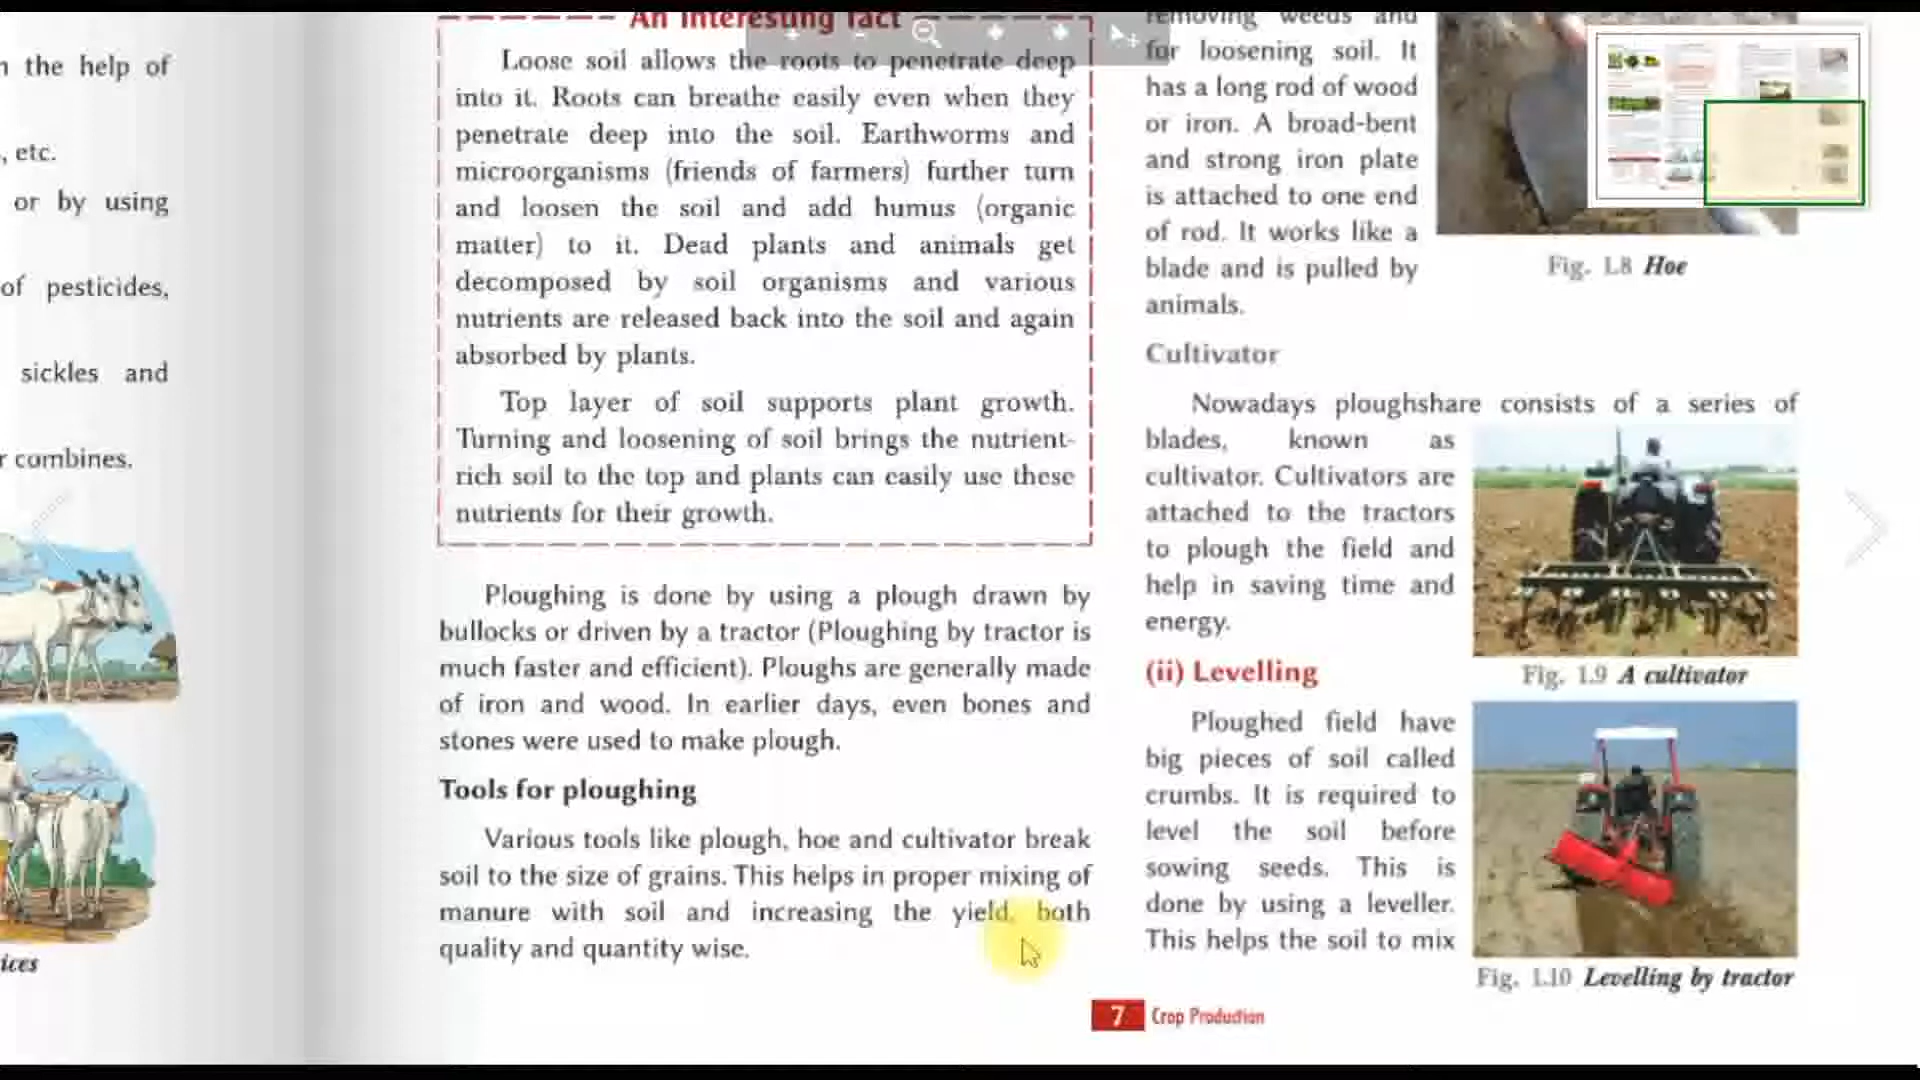 n the help of
, etc.
or by using
of pesticides,
sickles and
r combines.
ices
An interesting fact
Loose soil allows the roots to penetrate deep
into it. Roots can breathe easily even when they
penetrate deep into the soil. Earthworms and
microorganisms (friends of farmers) further turn
and loosen the soil and add humus (organic
matter) to it. Dead plants and animals get
decomposed by soil organisms and various
nutrients are released back into the soil and again
absorbed by plants.
Top layer of soil supports plant growth.
Turning and loosening of soil brings the nutrient-
rich soil to the top and plants can easily use these
nutrients for their growth.
Ploughing is done by using a plough drawn by
bullocks or driven by a tractor (Ploughing by tractor is
much faster and efficient). Ploughs are generally made
of iron and wood. In earlier days, even bones and
stones were used to make plough.
Tools for ploughing
Various tools like plough, hoe and cultivator break
soil to the size of grains. This helps in proper mixing of
manure with soil and increasing the yield, both
quality and quantity wise.
removing weeds and
for loosening soil. It
has a long rod of wood
or iron. A broad-bent
and strong iron plate
is attached to one end
of rod. It works like a
blade and is pulled by
animals.
Fig. 1.8 Hoe
Cultivator
Nowadays ploughshare consists of a series of
blades, known as
cultivator. Cultivators are
attached to the tractors
to plough the field and
help in saving time and
energy.
Fig. 1.9 A cultivator
(ii) Levelling
Ploughed field have
big pieces of soil called
crumbs. It is required to
level the soil before
sowing seeds. This is
done by using a leveller.
This helps the soil to mix
Fig. 1.10 Levelling by tractor
7 Crop Production